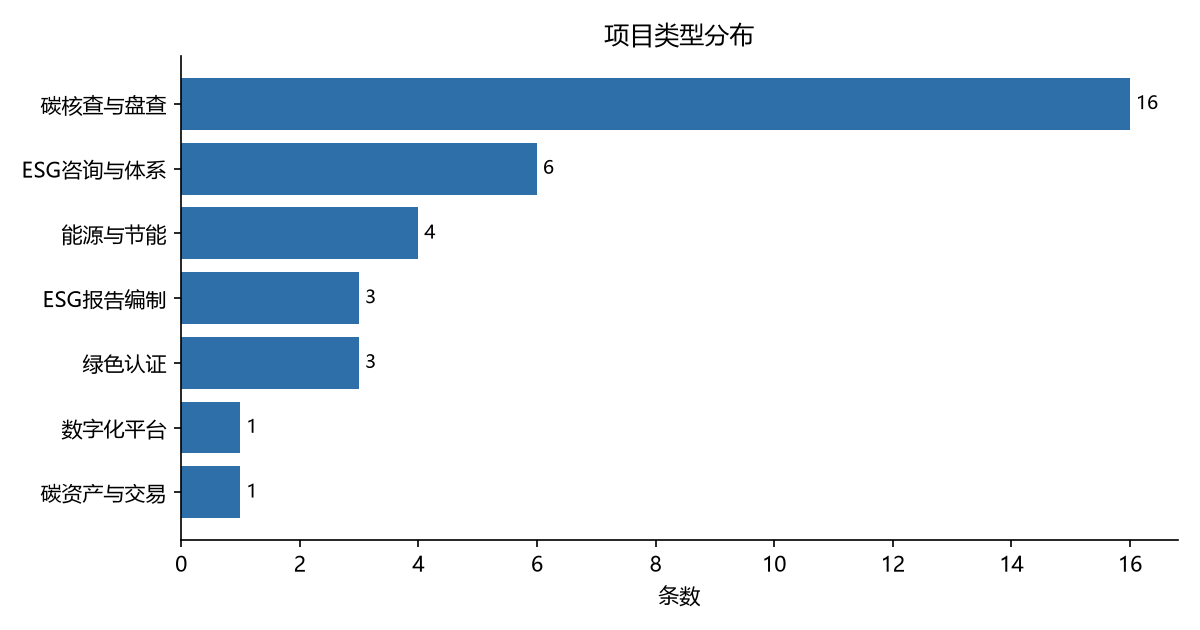 项目类型分布
碳核查与盘查 16
ESG咨询与体系 6
能源与节能 4
ESG报告编制 3
绿色认证 3
数字化平台 1
碳资产与交易 1
0 2 4 6 8 10 12 14 16
条数